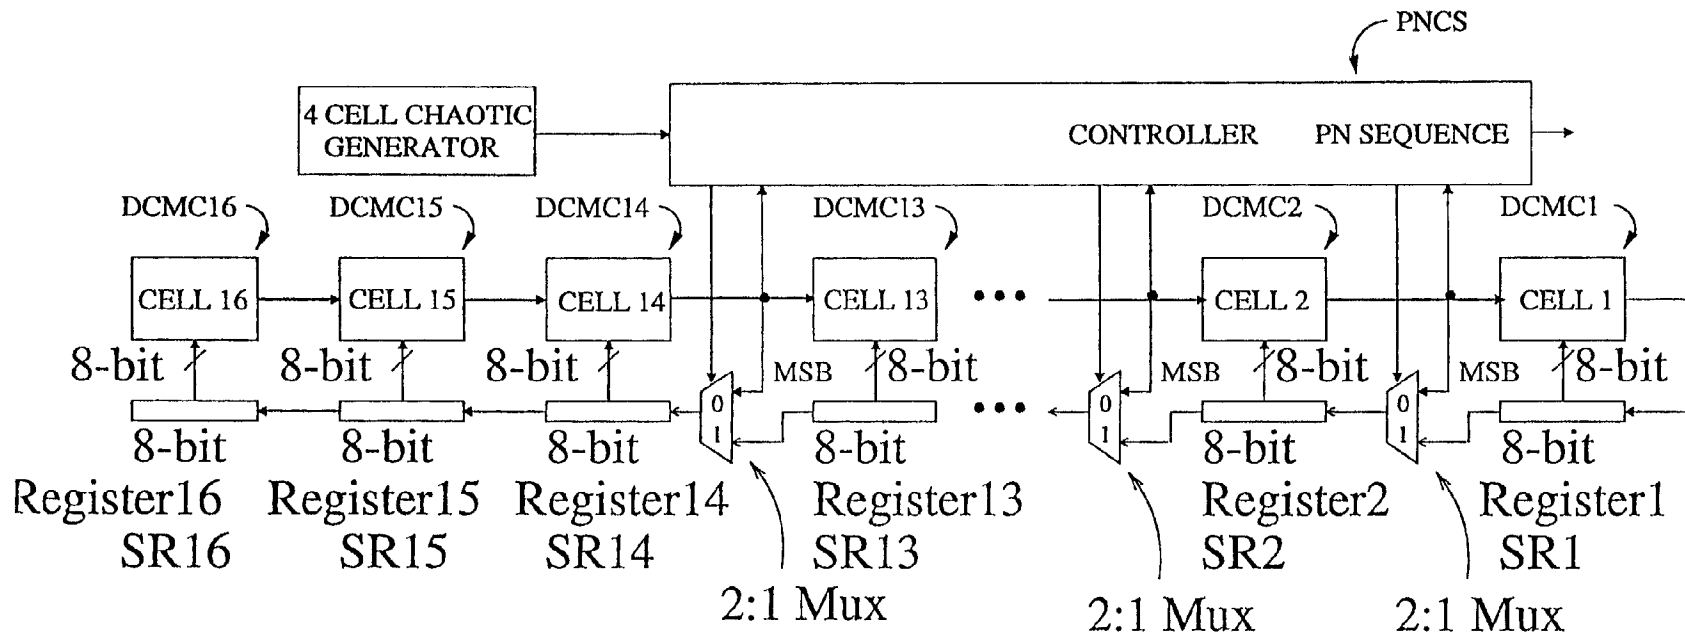 PNCS
4 CELL CHAOTIC
GENERATOR
CONTROLLER PN SEQUENCE
DCMC16 DCMC15 DCMC14 DCMC13 DCMC2 DCMC1
CELL 16 CELL 15 CELL 14 CELL 13 ••• CELL 2 CELL 1
8-bit 8-bit 8-bit MSB 8-bit MSB 8-bit MSB 8-bit
0 ••• 0 0
1 1 1
8-bit 8-bit 8-bit 8-bit 8-bit 8-bit
Register16 Register15 Register14 Register13 Register2 Register1
SR16 SR15 SR14 SR13 SR2 SR1
2:1 Mux 2:1 Mux 2:1 Mux